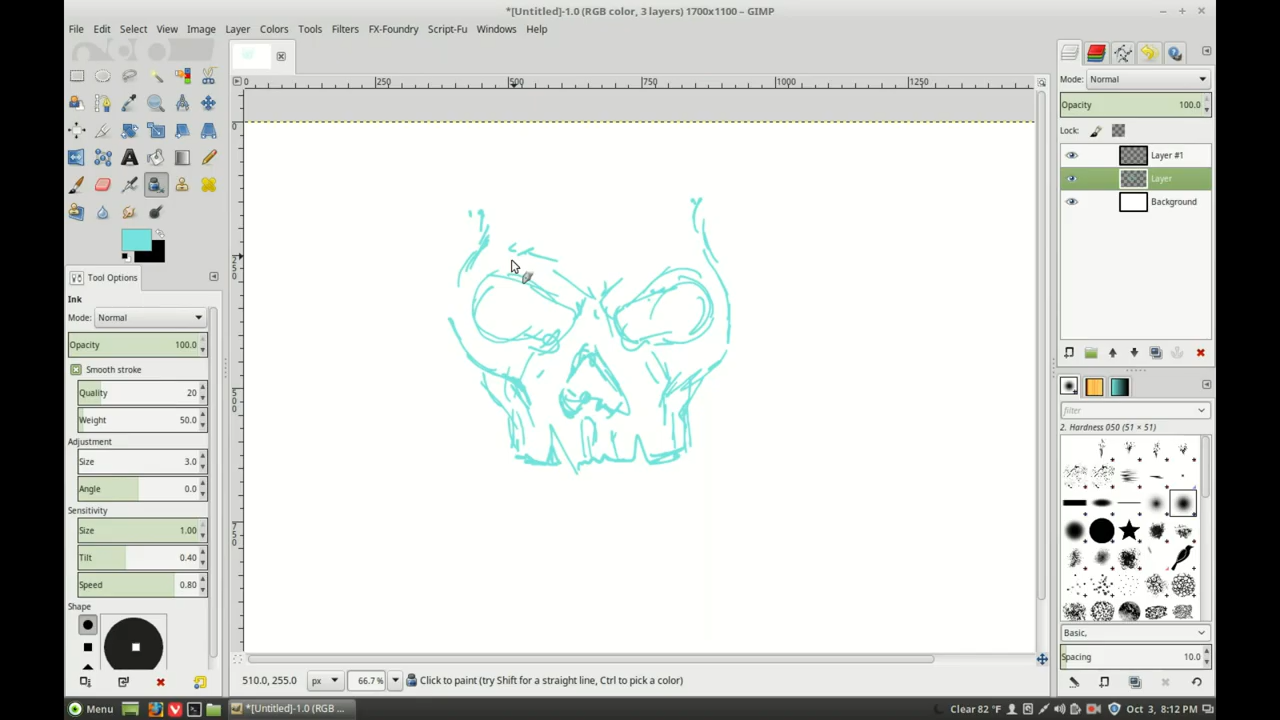 *[Untitled]-1.0 (RGB color, 3 layers) 1700x1100 – GIMP
File Edit Select View Image Layer Colors Tools Filters FX-Foundry Script-Fu Windows Help
0 250 500 750 1000 1250
Mode: Normal
Opacity 100.0
Lock:
Layer #1
Layer
Background
Tool Options
Ink
Mode: Normal
Opacity 100.0
Smooth stroke
Quality 20
Weight 50.0
Adjustment
Size 3.0
Angle 0.0
Sensitivity
Size 1.00
Tilt 0.40
Speed 0.80
Shape
0
250
500
750
filter
2. Hardness 050 (51 × 51)
Basic,
Spacing 10.0
510.0, 255.0 px 66.7 % Click to paint (try Shift for a straight line, Ctrl to pick a color)
Menu *[Untitled]-1.0 (RGB ... Clear 82 °F Oct 3, 8:12 PM